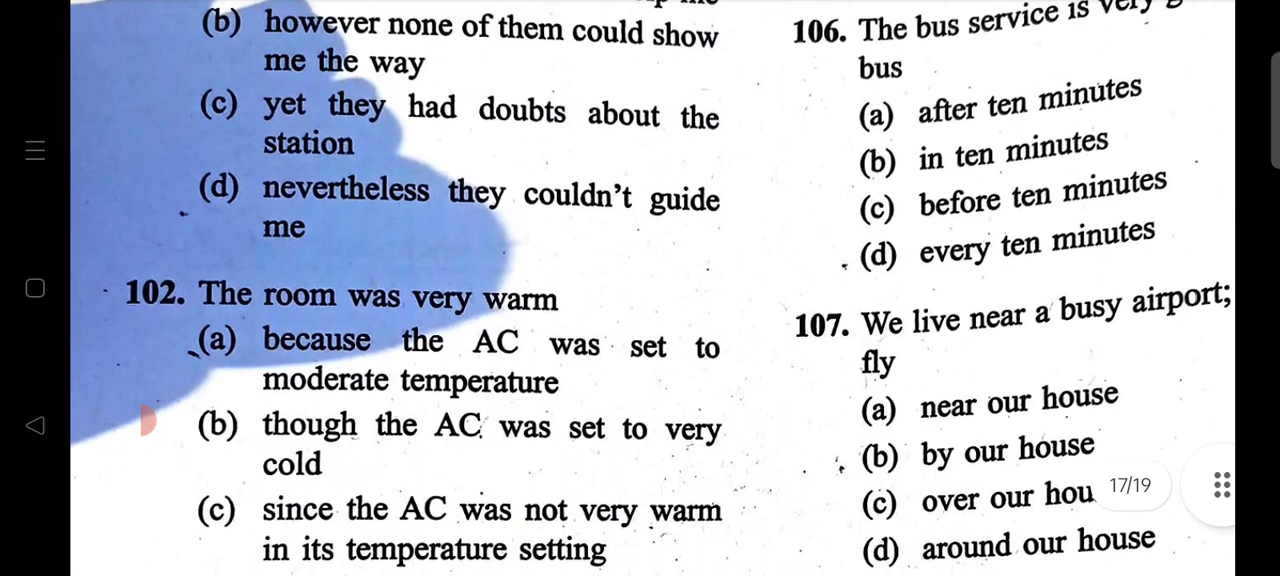 (b) however none of them could show
me the way
(c) yet they had doubts about the
station
(d) nevertheless they couldn't guide
me
102. The room was very warm
(a) because the AC was set to
moderate temperature
(b) though the AC was set to very
cold
(c) since the AC was not very warm
in its temperature setting
106. The bus service is very
bus
(a) after ten minutes
(b) in ten minutes
(c) before ten minutes
(d) every ten minutes
107. We live near a busy airport;
fly
(a) near our house
(b) by our house
(c) over our hou
(d) around our house
17/19